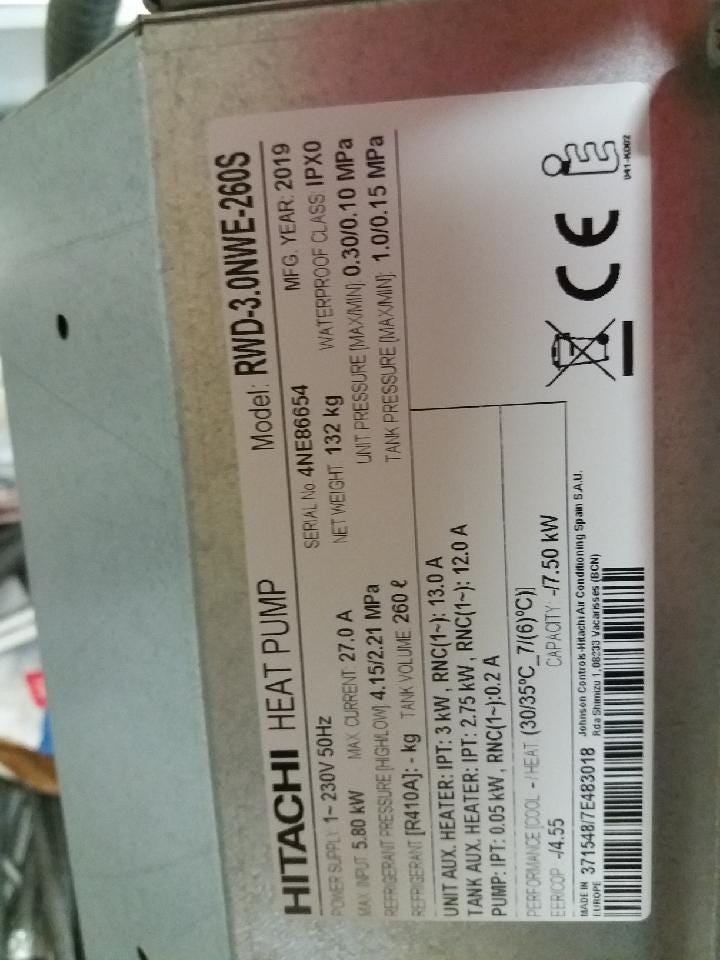 HITACHI HEAT PUMP Model: RWD-3.0NWE-260S
POWER SUPPLY 1~ 230V 50Hz SERIAL No 4NE86654 MFG. YEAR: 2019
MAX. INPUT 5.80 kW MAX. CURRENT 27.0 A NET WEIGHT 132 kg WATERPROOF CLASS: IPX0
REFRIGERANT PRESSURE [HIGH/LOW] 4.15/2.21 MPa UNIT PRESSURE [MAX/MIN]: 0.30/0.10 MPa
REFRIGERANT [R410A]: - kg TANK VOLUME 260 ℓ TANK PRESSURE [MAX/MIN]: 1.0/0.15 MPa
UNIT AUX. HEATER: IPT: 3 kW , RNC(1~): 13.0 A
TANK AUX. HEATER: IPT: 2.75 kW , RNC(1~): 12.0 A
PUMP: IPT: 0.05 kW , RNC(1~):0.2 A
PERFORMANCE [COOL -/HEAT (30/35ºC_7/(6)ºC)]
EER/COP -/4.55 CAPACITY -/7.50 kW
CE
041-K002
MADE IN EUROPE 371548/7E483018 Johnson Controls-Hitachi Air Conditioning Spain S.A.U.
Rda Shimizu 1, 08233 Vacarisses (BCN)